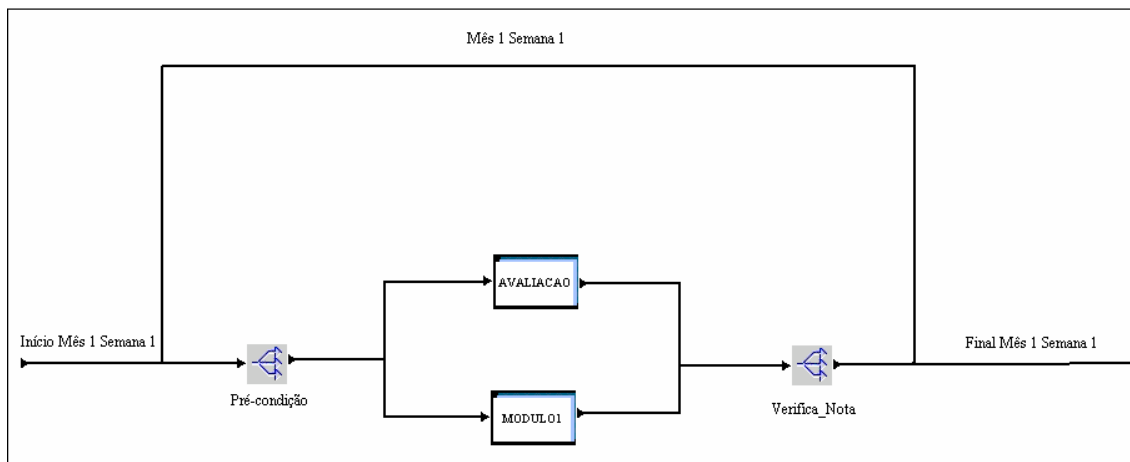 Mês 1 Semana 1
AVALIACAO
Início Mês 1 Semana 1
Final Mês 1 Semana 1
Pré-condição
Verifica_Nota
MODULO1